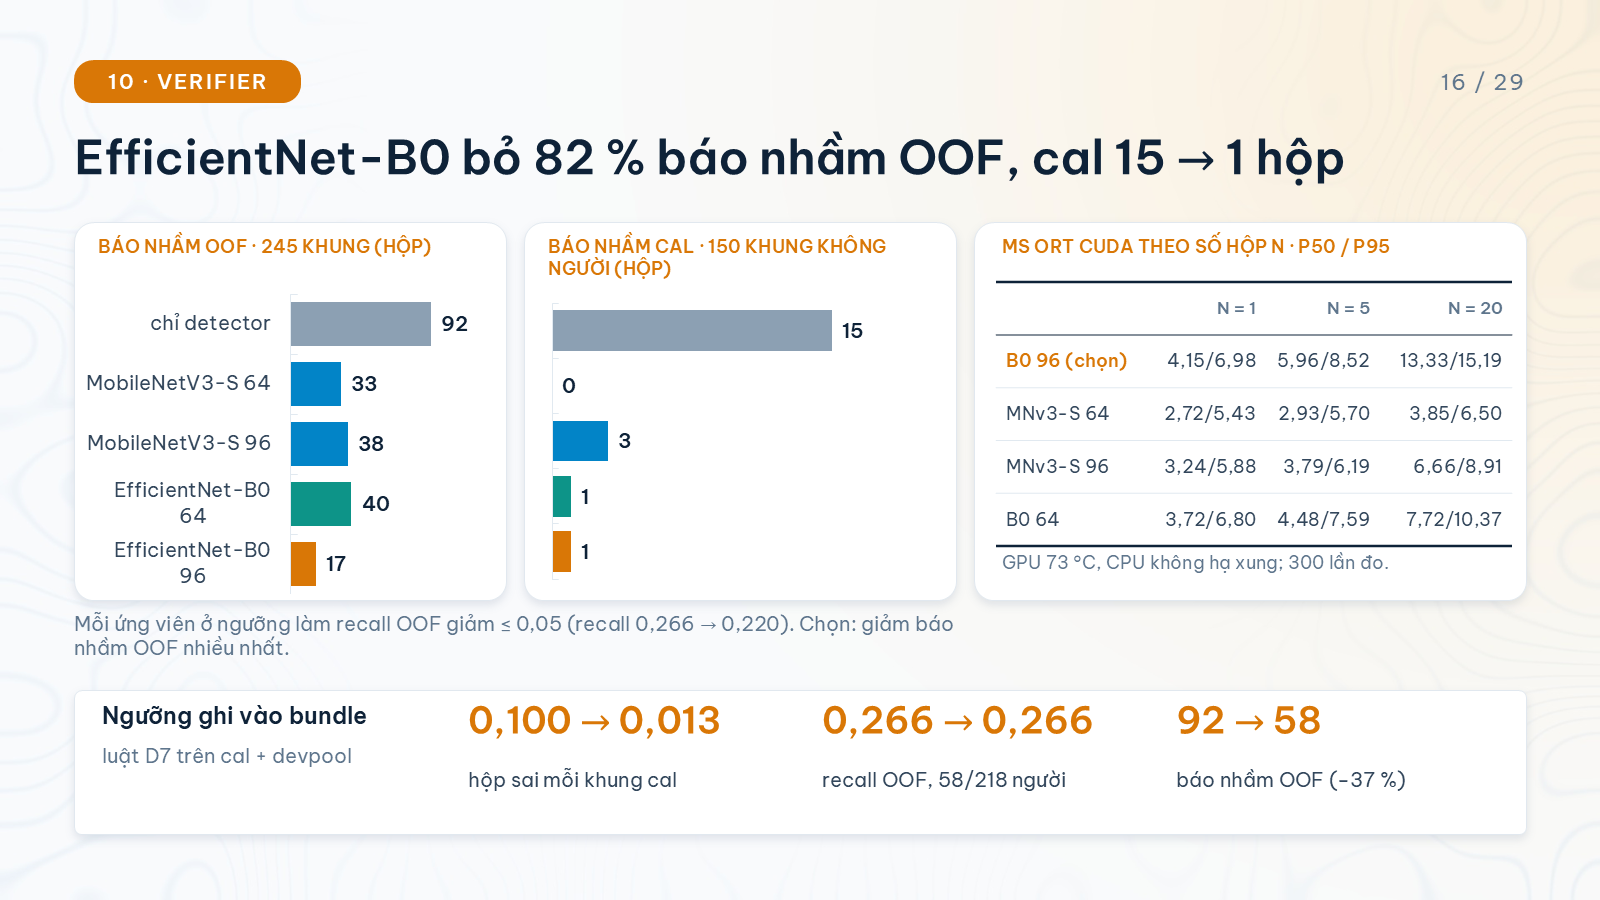 10 · VERIFIER
16 / 29
EfficientNet-B0 bỏ 82 % báo nhầm OOF, cal 15 → 1 hộp
BÁO NHẦM OOF · 245 KHUNG (HỘP)
chỉ detector
92
MobileNetV3-S 64
33
MobileNetV3-S 96
38
EfficientNet-B0
64
40
EfficientNet-B0
96
17
BÁO NHẦM CAL · 150 KHUNG KHÔNG
NGƯỜI (HỘP)
15
0
3
1
1
MS ORT CUDA THEO SỐ HỘP N · P50 / P95
N = 1 N = 5 N = 20
B0 96 (chọn) 4,15/6,98 5,96/8,52 13,33/15,19
MNv3-S 64 2,72/5,43 2,93/5,70 3,85/6,50
MNv3-S 96 3,24/5,88 3,79/6,19 6,66/8,91
B0 64 3,72/6,80 4,48/7,59 7,72/10,37
GPU 73 °C, CPU không hạ xung; 300 lần đo.
Mỗi ứng viên ở ngưỡng làm recall OOF giảm ≤ 0,05 (recall 0,266 → 0,220). Chọn: giảm báo
nhầm OOF nhiều nhất.
Ngưỡng ghi vào bundle
luật D7 trên cal + devpool
0,100 → 0,013
hộp sai mỗi khung cal
0,266 → 0,266
recall OOF, 58/218 người
92 → 58
báo nhầm OOF (−37 %)